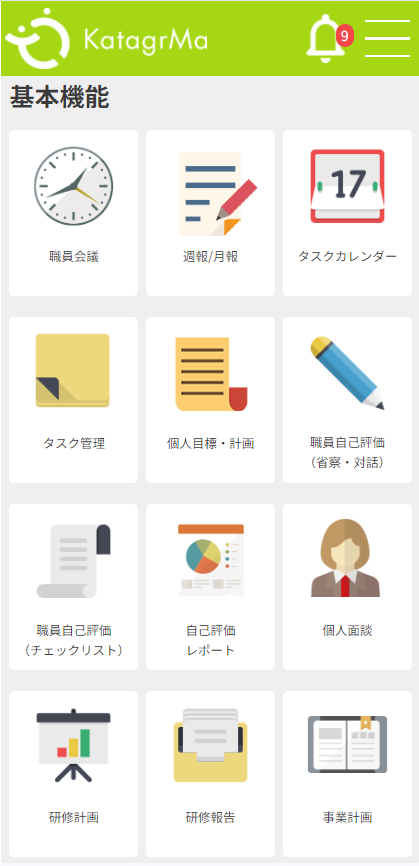 KatagrMa
9
基本機能
職員会議
週報/月報
17
タスクカレンダー
タスク管理
個人目標・計画
職員自己評価
（省察・対話）
職員自己評価
（チェックリスト）
自己評価
レポート
個人面談
研修計画
研修報告
事業計画